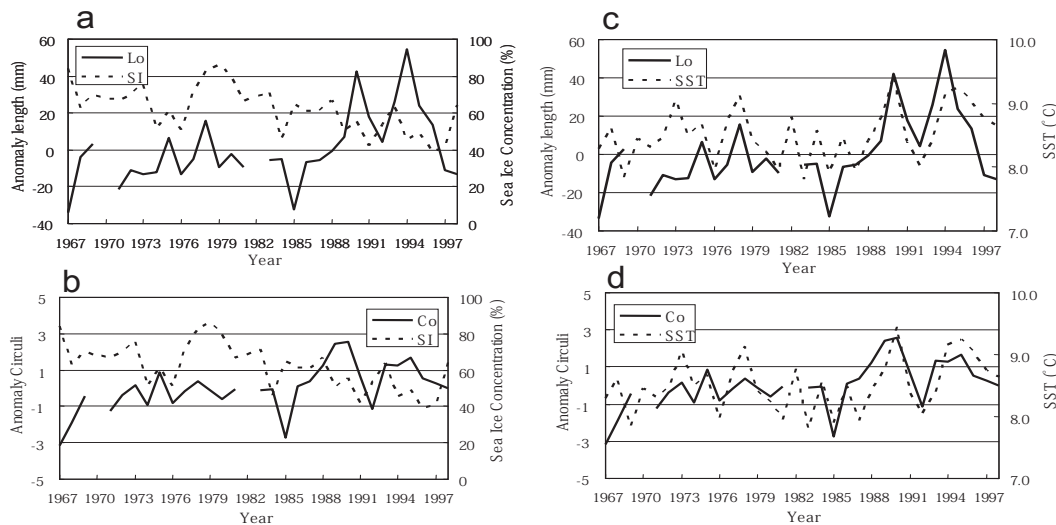 a
60
40
20
0
-20
-40
Anomaly length (mm)
Lo
SI
100
80
60
40
20
0
Sea Ice Concentration (%)
1967 1970 1973 1976 1979 1982 1985 1988 1991 1994 1997
Year
b
5
3
1
-1
-3
-5
Anomaly Circuli
Co
SI
100
80
60
40
20
0
Sea Ice Concentration (%)
1967 1970 1973 1976 1979 1982 1985 1988 1991 1994 1997
Year
c
60
40
20
0
-20
-40
Anomaly length (mm)
Lo
SST
10.0
9.0
8.0
7.0
SST (°C)
1967 1970 1973 1976 1979 1982 1985 1988 1991 1994 1997
Year
d
5
3
1
-1
-3
-5
Anomaly Circuli
Co
SST
10.0
9.0
8.0
7.0
SST (°C)
1967 1970 1973 1976 1979 1982 1985 1988 1991 1994 1997
Year